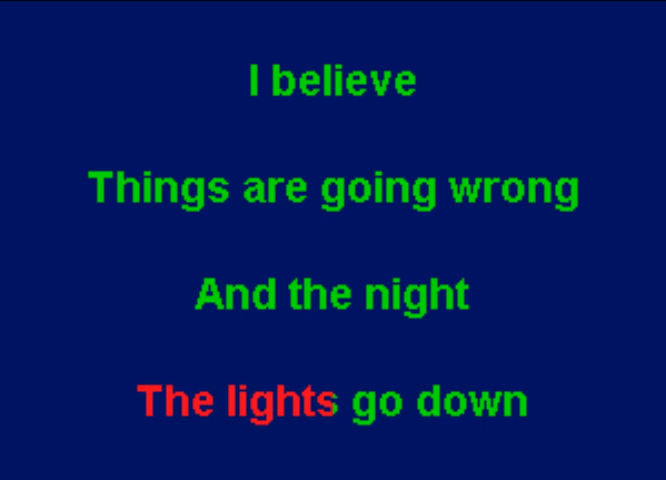 I believe
Things are going wrong
And the night
The lights go down